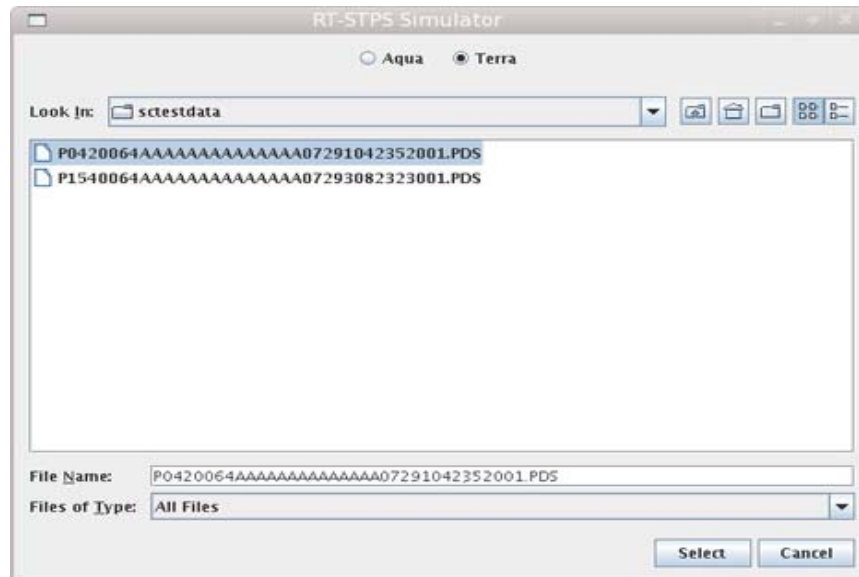 RT-STPS Simulator
Aqua Terra
Look In: sctestdata
P0420064AAAAAAAAAAAAAA07291042352001.PDS
P1540064AAAAAAAAAAAAAA07293082323001.PDS
File Name: P0420064AAAAAAAAAAAAAA07291042352001.PDS
Files of Type: All Files
Select Cancel